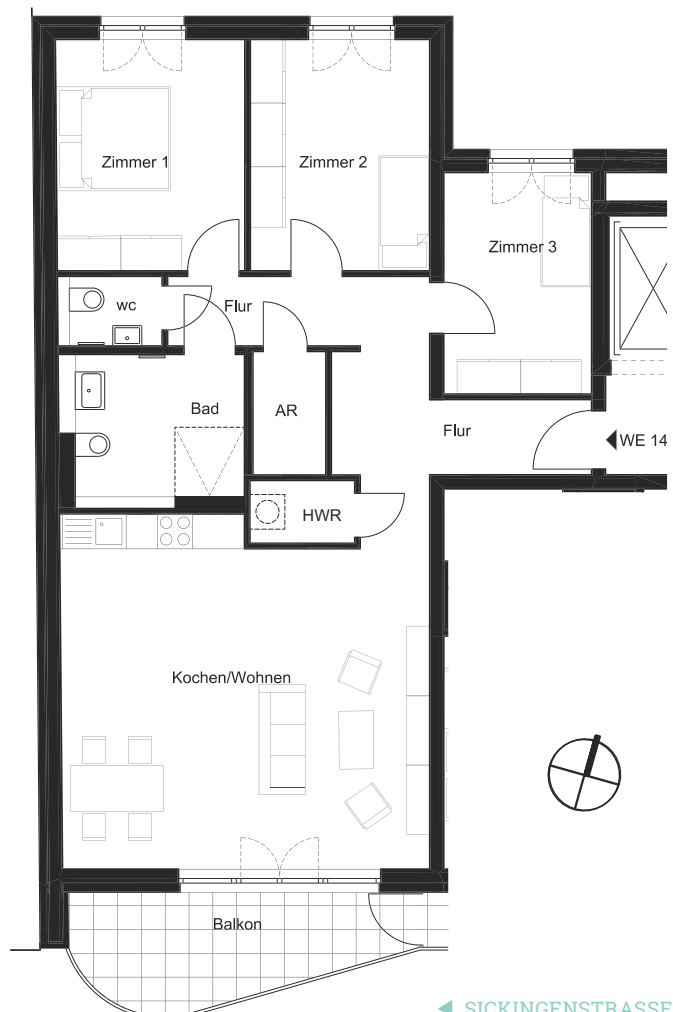 Zimmer 1
Zimmer 2
Zimmer 3
wc
Flur
Bad
AR
Flur
WE 14
HWR
Kochen/Wohnen
Balkon
SICKINGENSTRASSE